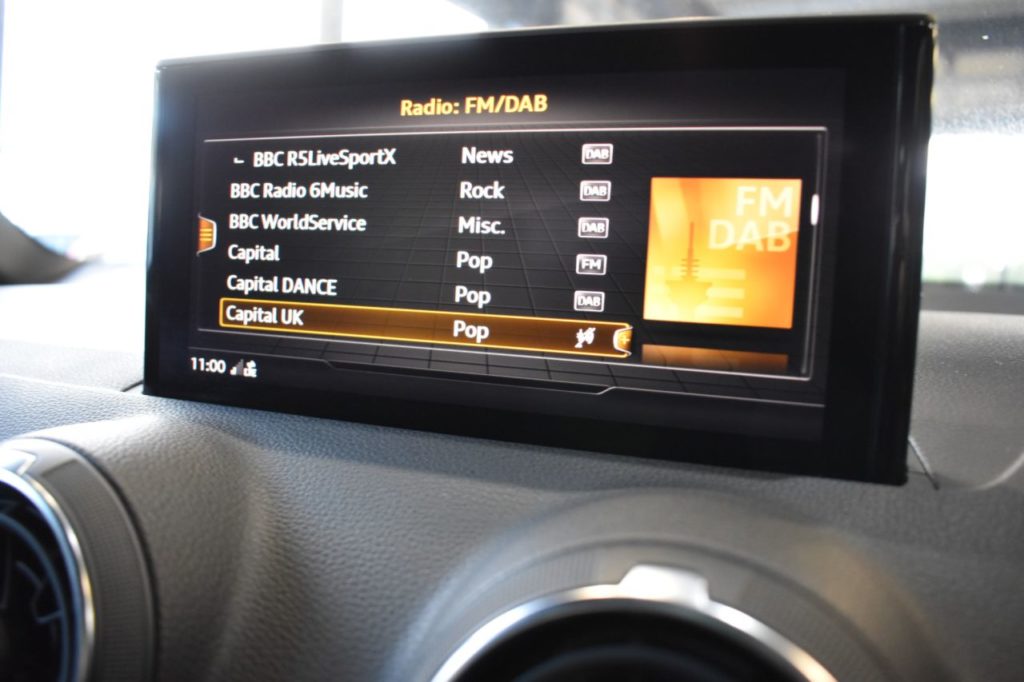 Radio: FM/DAB
BBC R5LiveSportX News DAB
BBC Radio 6Music Rock DAB
BBC WorldService Misc. DAB
Capital Pop FM
Capital DANCE Pop DAB
Capital UK Pop
FM
DAB
11:00 LTE